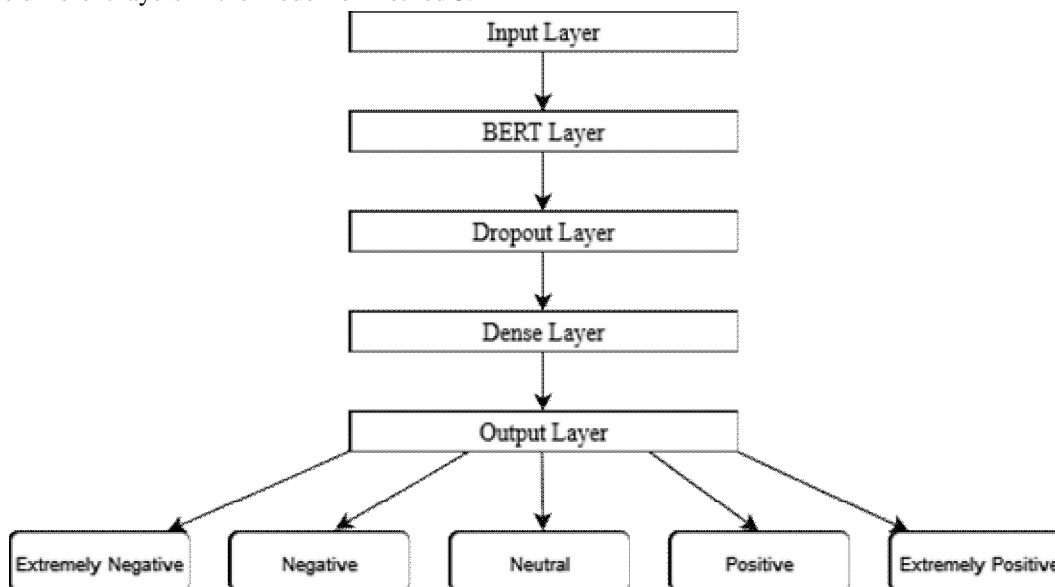 Input Layer
BERT Layer
Dropout Layer
Dense Layer
Output Layer
Extremely Negative
Negative
Neutral
Positive
Extremely Positive